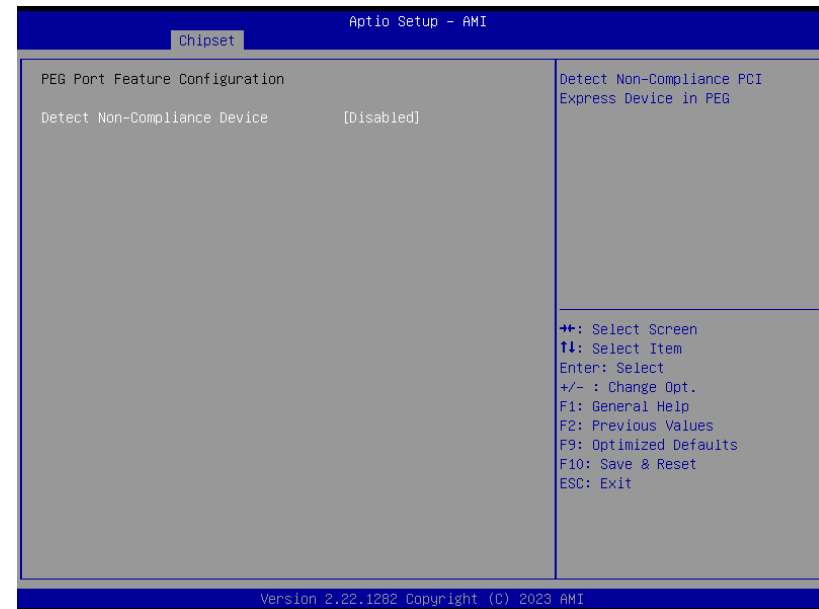 Aptio Setup - AMI
Chipset
PEG Port Feature Configuration
Detect Non-Compliance Device [Disabled]
Detect Non-Compliance PCI
Express Device in PEG
→←: Select Screen
↑↓: Select Item
Enter: Select
+/- : Change Opt.
F1: General Help
F2: Previous Values
F9: Optimized Defaults
F10: Save & Reset
ESC: Exit
Version 2.22.1282 Copyright (C) 2023 AMI